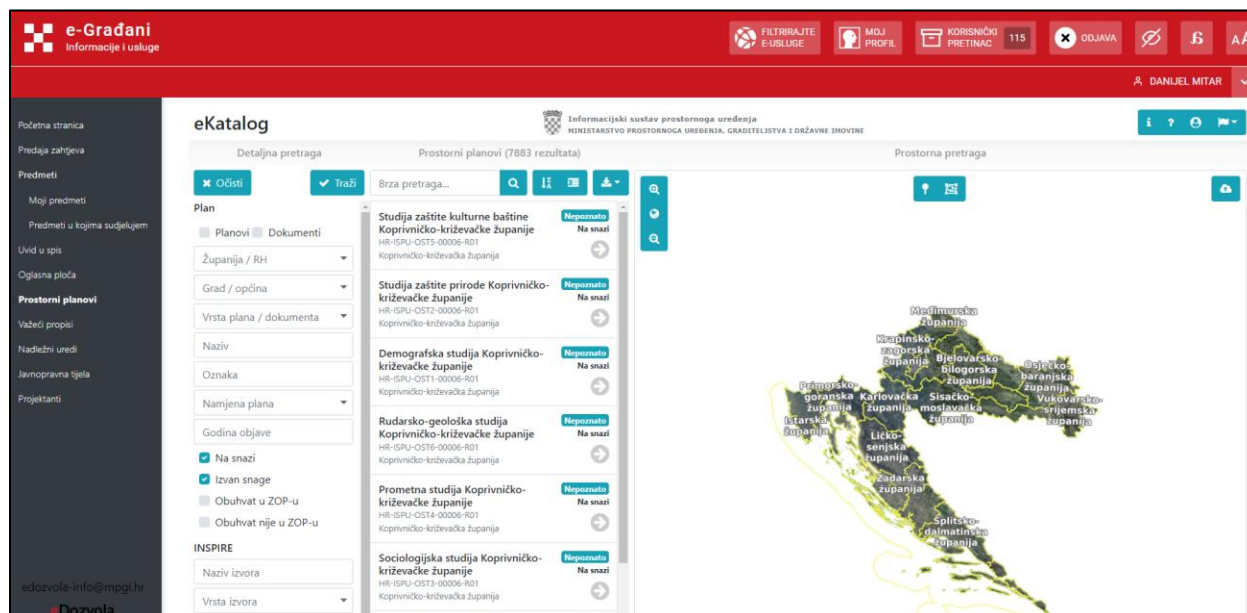 e-Građani
Informacije i usluge
FILTRIRAJTE
E-USLUGE
MOJ
PROFIL
KORISNIČKI
PRETINAC
115
ODJAVA
DANIJEL MITAR
Početna stranica
Predaja zahtjeva
Predmeti
Moji predmeti
Predmeti u kojima sudjelujem
Uvid u spis
Oglasna ploča
Prostorni planovi
Važeći propisi
Nadležni uredi
Javnopravna tijela
Projektanti
edozvola-info@mpgi.hr
eDozvola
eKatalog
Informacijski sustav prostornoga uređenja
MINISTARSTVO PROSTORNOGA UREĐENJA, GRADITELJSTVA I DRŽAVNE IMOVINE
Detaljna pretraga
Očisti
Traži
Plan
Planovi
Dokumenti
Županija / RH
Grad / općina
Vrsta plana / dokumenta
Naziv
Oznaka
Namjena plana
Godina objave
Na snazi
Izvan snage
Obuhvat u ZOP-u
Obuhvat nije u ZOP-u
INSPIRE
Naziv izvora
Vrsta izvora
Prostorni planovi (7883 rezultata)
Brza pretraga...
Studija zaštite kulturne baštine
Koprivničko-križevačke županije
HR-ISPU-OST5-00006-R01
Koprivničko-križevačka županija
Nepoznato
Na snazi
Studija zaštite prirode Koprivničko-
križevačke županije
HR-ISPU-OST2-00006-R01
Koprivničko-križevačka županija
Nepoznato
Na snazi
Demografska studija Koprivničko-
križevačke županije
HR-ISPU-OST1-00006-R01
Koprivničko-križevačka županija
Nepoznato
Na snazi
Rudarsko-geološka studija
Koprivničko-križevačke županije
HR-ISPU-OST6-00006-R01
Koprivničko-križevačka županija
Nepoznato
Na snazi
Prometna studija Koprivničko-
križevačke županije
HR-ISPU-OST4-00006-R01
Koprivničko-križevačka županija
Nepoznato
Na snazi
Sociologijska studija Koprivničko-
križevačke županije
HR-ISPU-OST3-00006-R01
Koprivničko-križevačka županija
Nepoznato
Na snazi
Prostorna pretraga
Međimurska
županija
Krapinsko-
zagorska
županija
Bjelovarsko-
bilogorska
županija
Osječko-
baranjska
županija
Primorsko-
goranska
županija
Karlovačka
županija
Sisačko-
moslavačka
županija
Vukovarsko-
srijemska
županija
Istarska
županija
Ličko-
senjska
županija
Zadarska
županija
Splitsko-
dalmatinska
županija